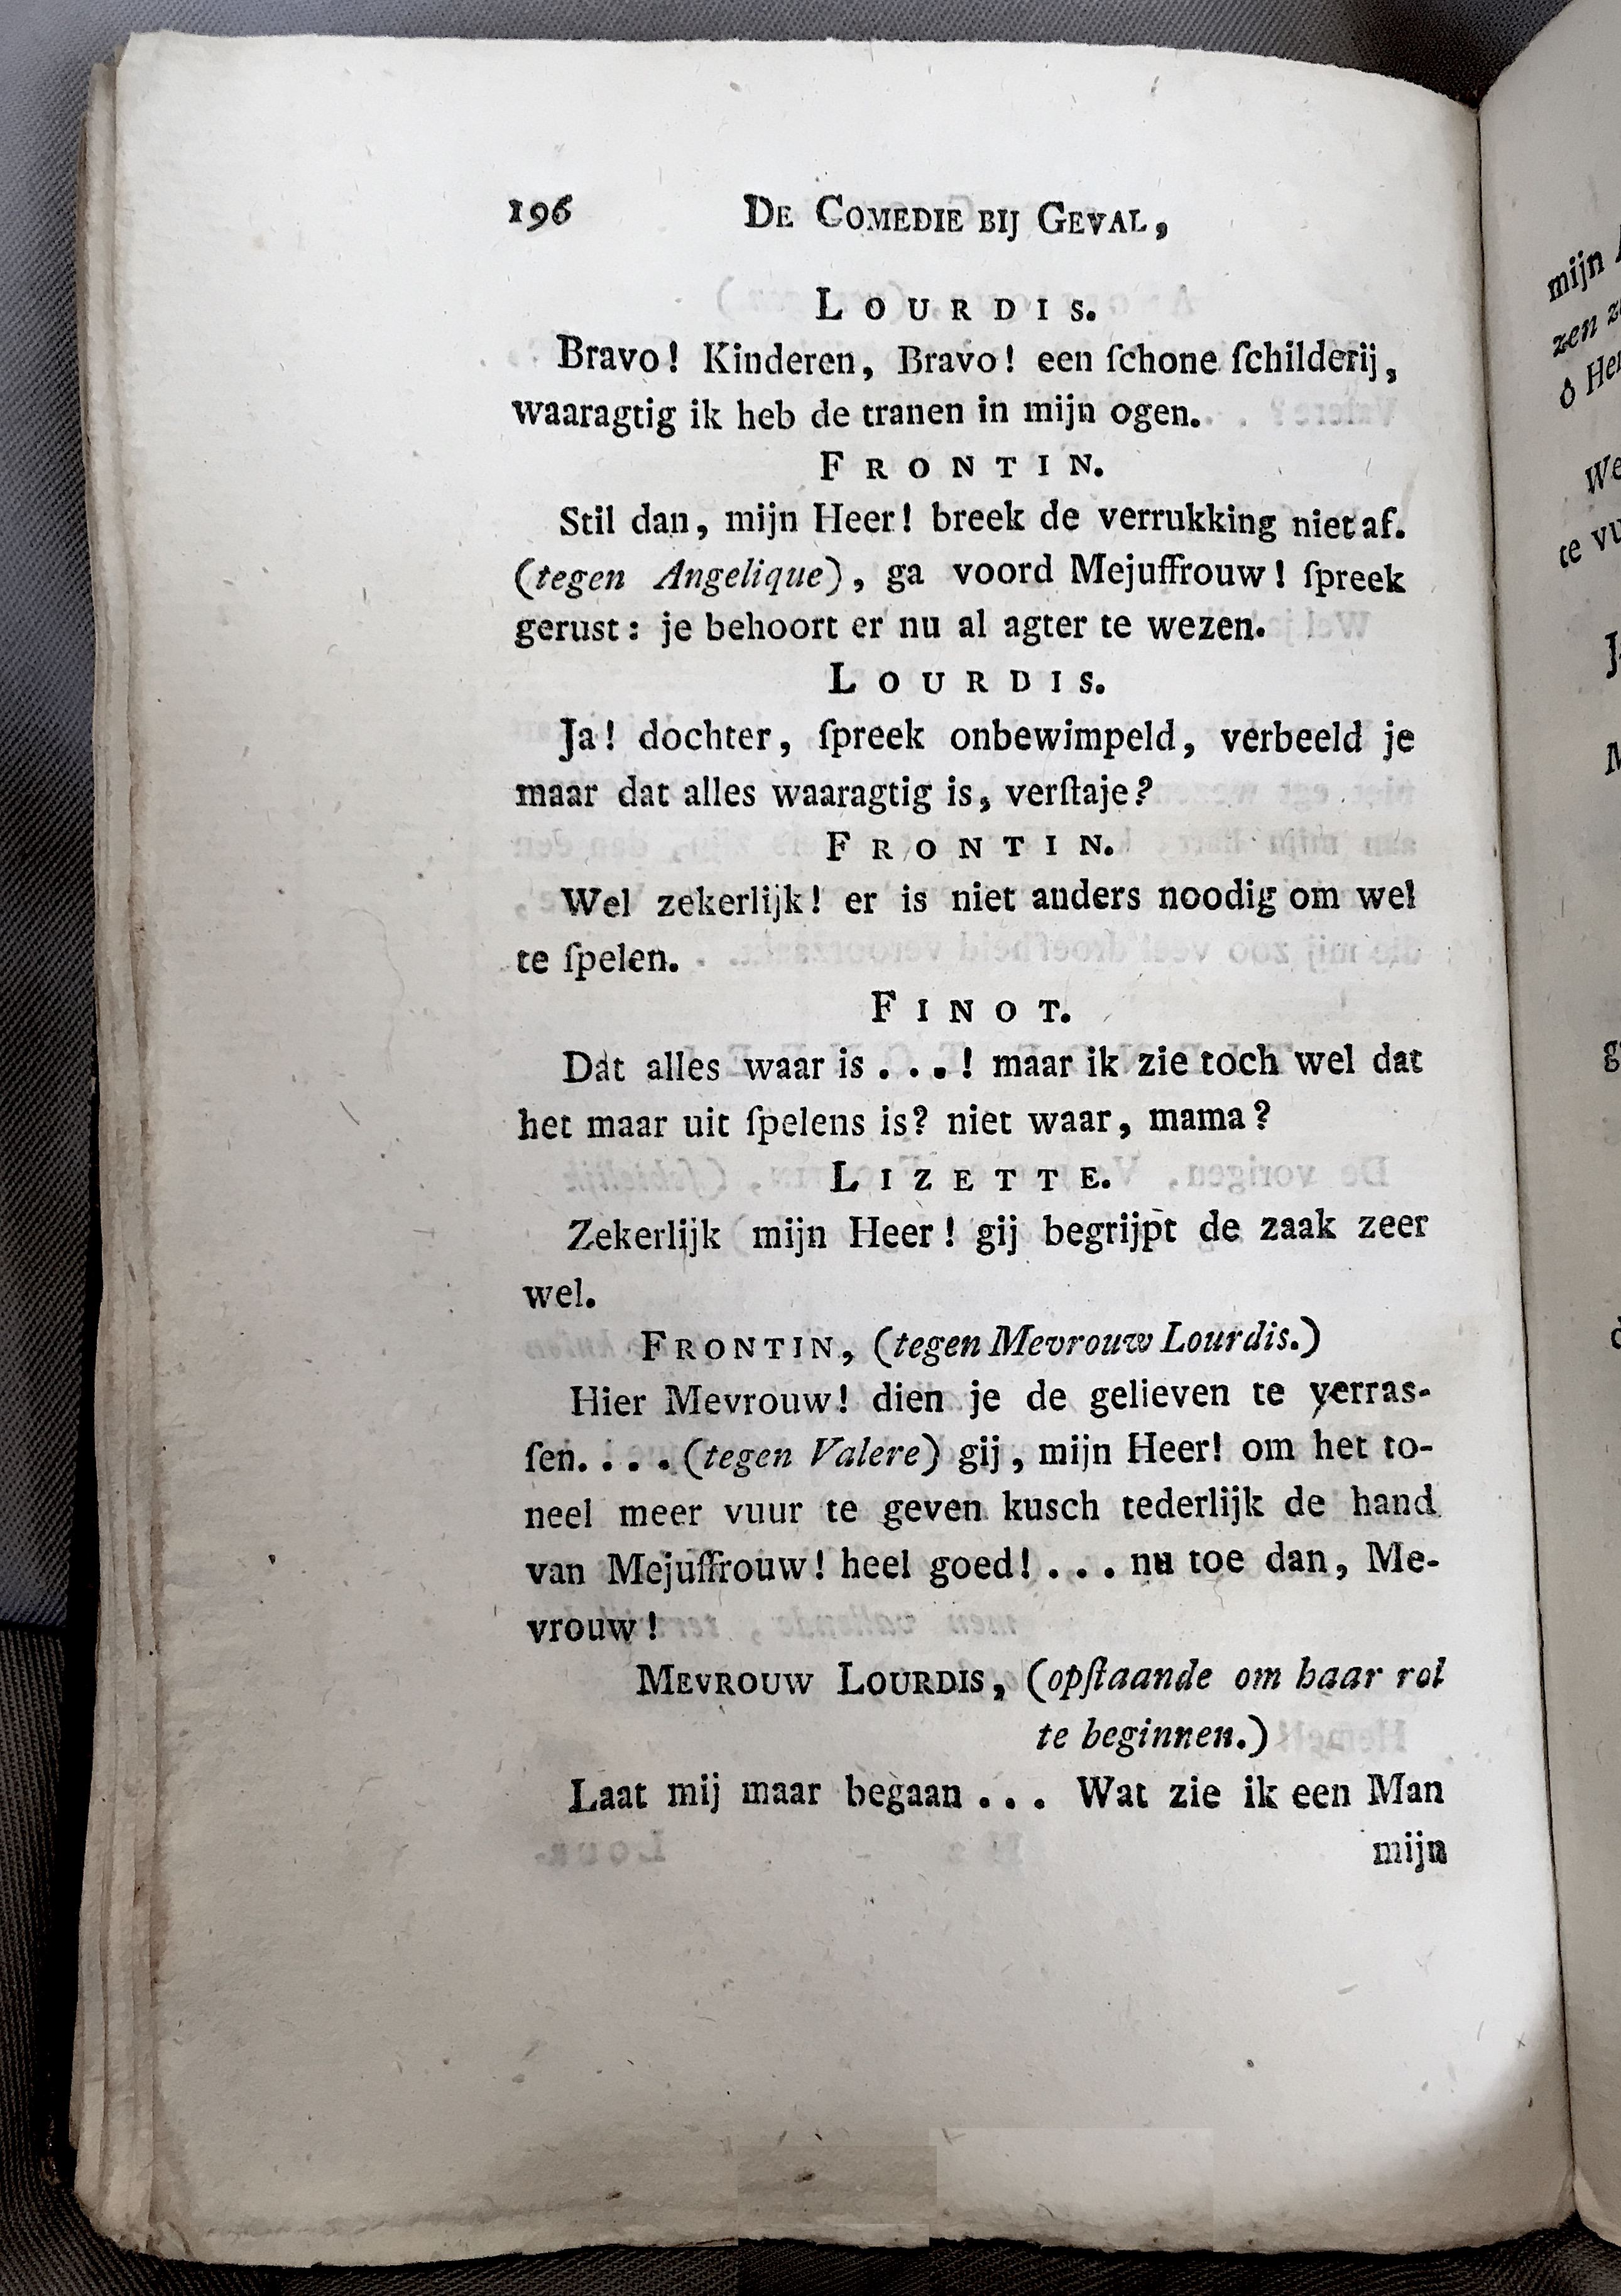 196 DE COMEDIE BIJ GEVAL,
LOURDIS.
Bravo! Kinderen, Bravo! een ſchone ſchilderij,
waaragtig ik heb de tranen in mijn ogen.
FRONTIN.
Stil dan, mijn Heer! breek de verrukking niet af.
(tegen Angelique), ga voord Mejuffrouw! ſpreek
gerust: je behoort er nu al agter te wezen.
LOURDIS.
Ja! dochter, ſpreek onbewimpeld, verbeeld je
maar dat alles waaragtig is, verſtaje?
FRONTIN.
Wel zekerlijk! er is niet anders noodig om wel
te ſpelen.
FINOT.
Dat alles waar is . . . ! maar ik zie toch wel dat
het maar uit ſpelens is? niet waar, mama?
LIZETTE.
Zekerlijk mijn Heer! gij begrijpt de zaak zeer
wel.
FRONTIN, (tegen Mevrouw Lourdis.)
Hier Mevrouw! dien je de gelieven te verras-
ſen. . . . (tegen Valere) gij, mijn Heer! om het to-
neel meer vuur te geven kusch tederlijk de hand
van Mejuffrouw! heel goed! . . . nu toe dan, Me-
vrouw!
MEVROUW LOURDIS, (opſtaande om haar rol
te beginnen.)
Laat mij maar begaan . . . Wat zie ik een Man
mijn
mijn
zen
ô
te